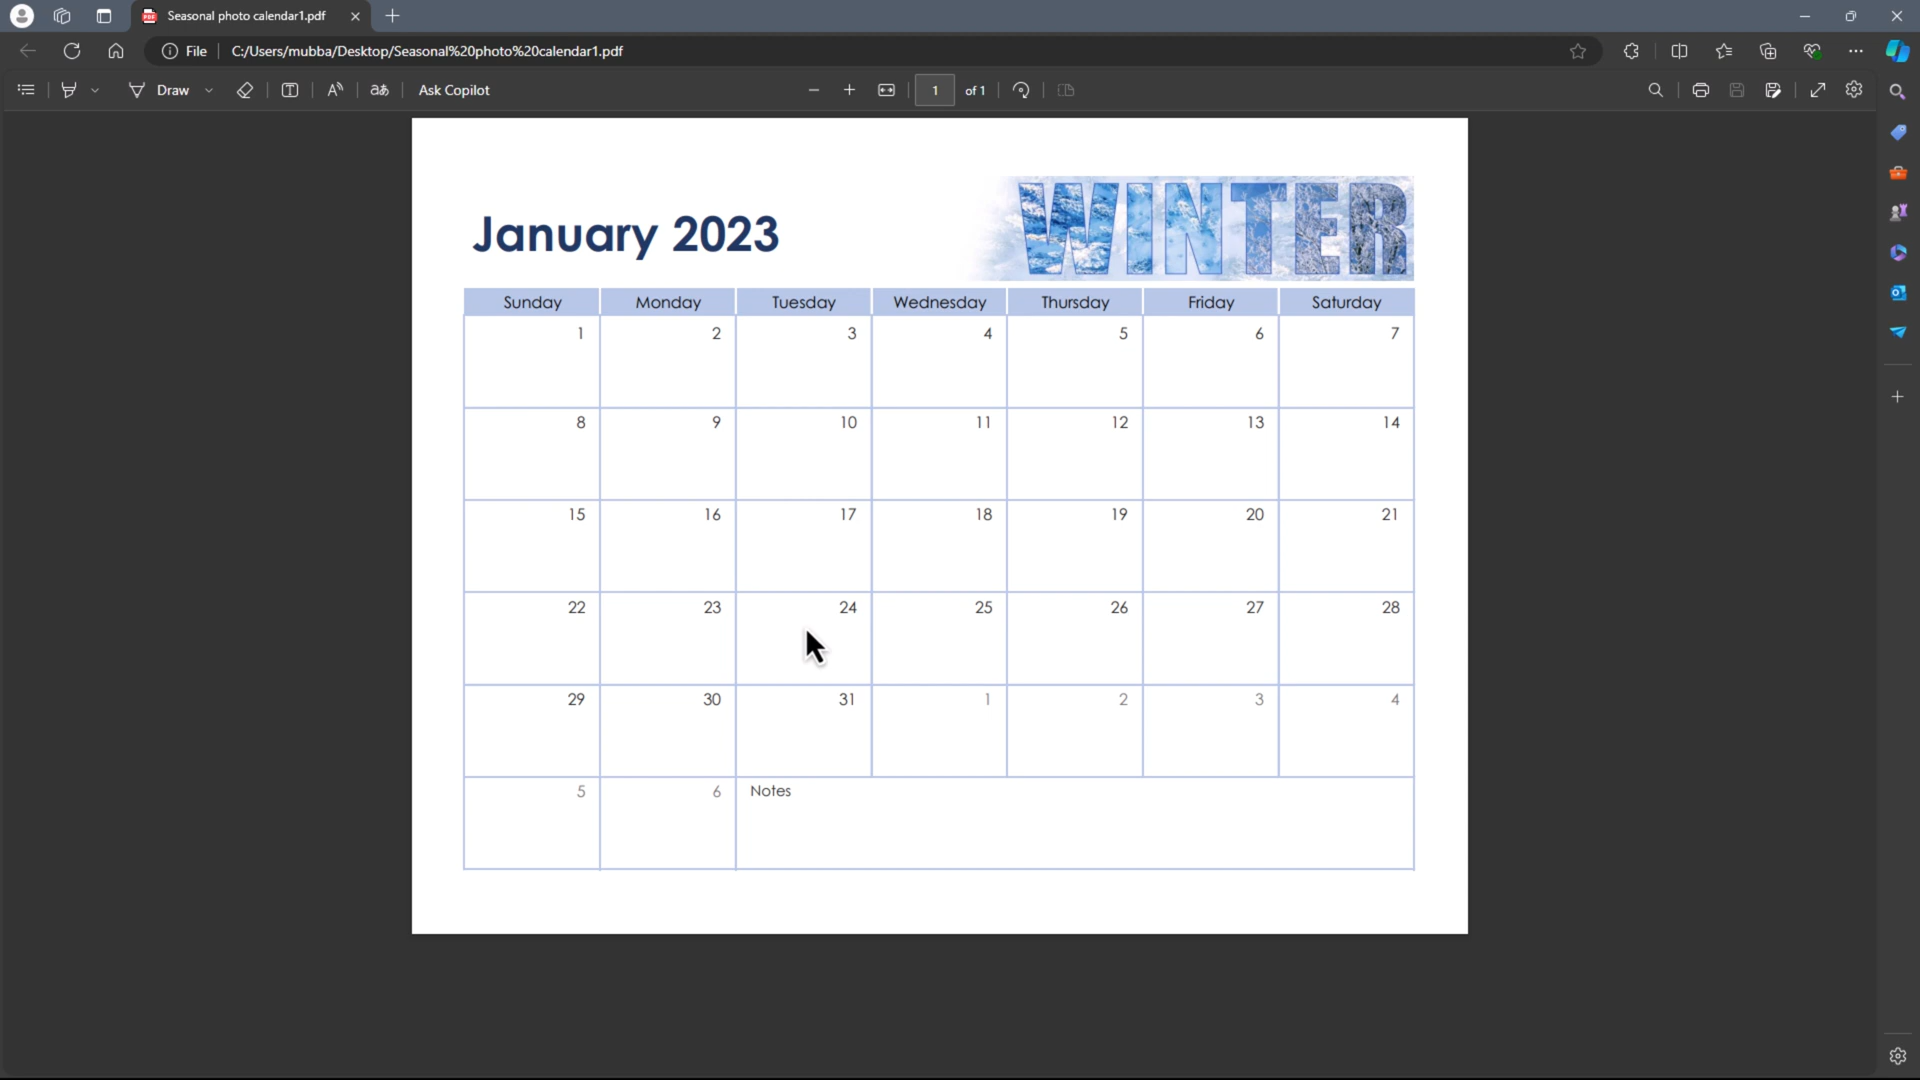 Seasonal photo calendar1.pdf
File C:/Users/mubba/Desktop/Seasonal%20photo%20calendar1.pdf
Draw Ask Copilot 1 of 1
WINTER
January 2023
Sunday Monday Tuesday Wednesday Thursday Friday Saturday
1 2 3 4 5 6 7
8 9 10 11 12 13 14
15 16 17 18 19 20 21
22 23 24 25 26 27 28
29 30 31 1 2 3 4
5 6 Notes